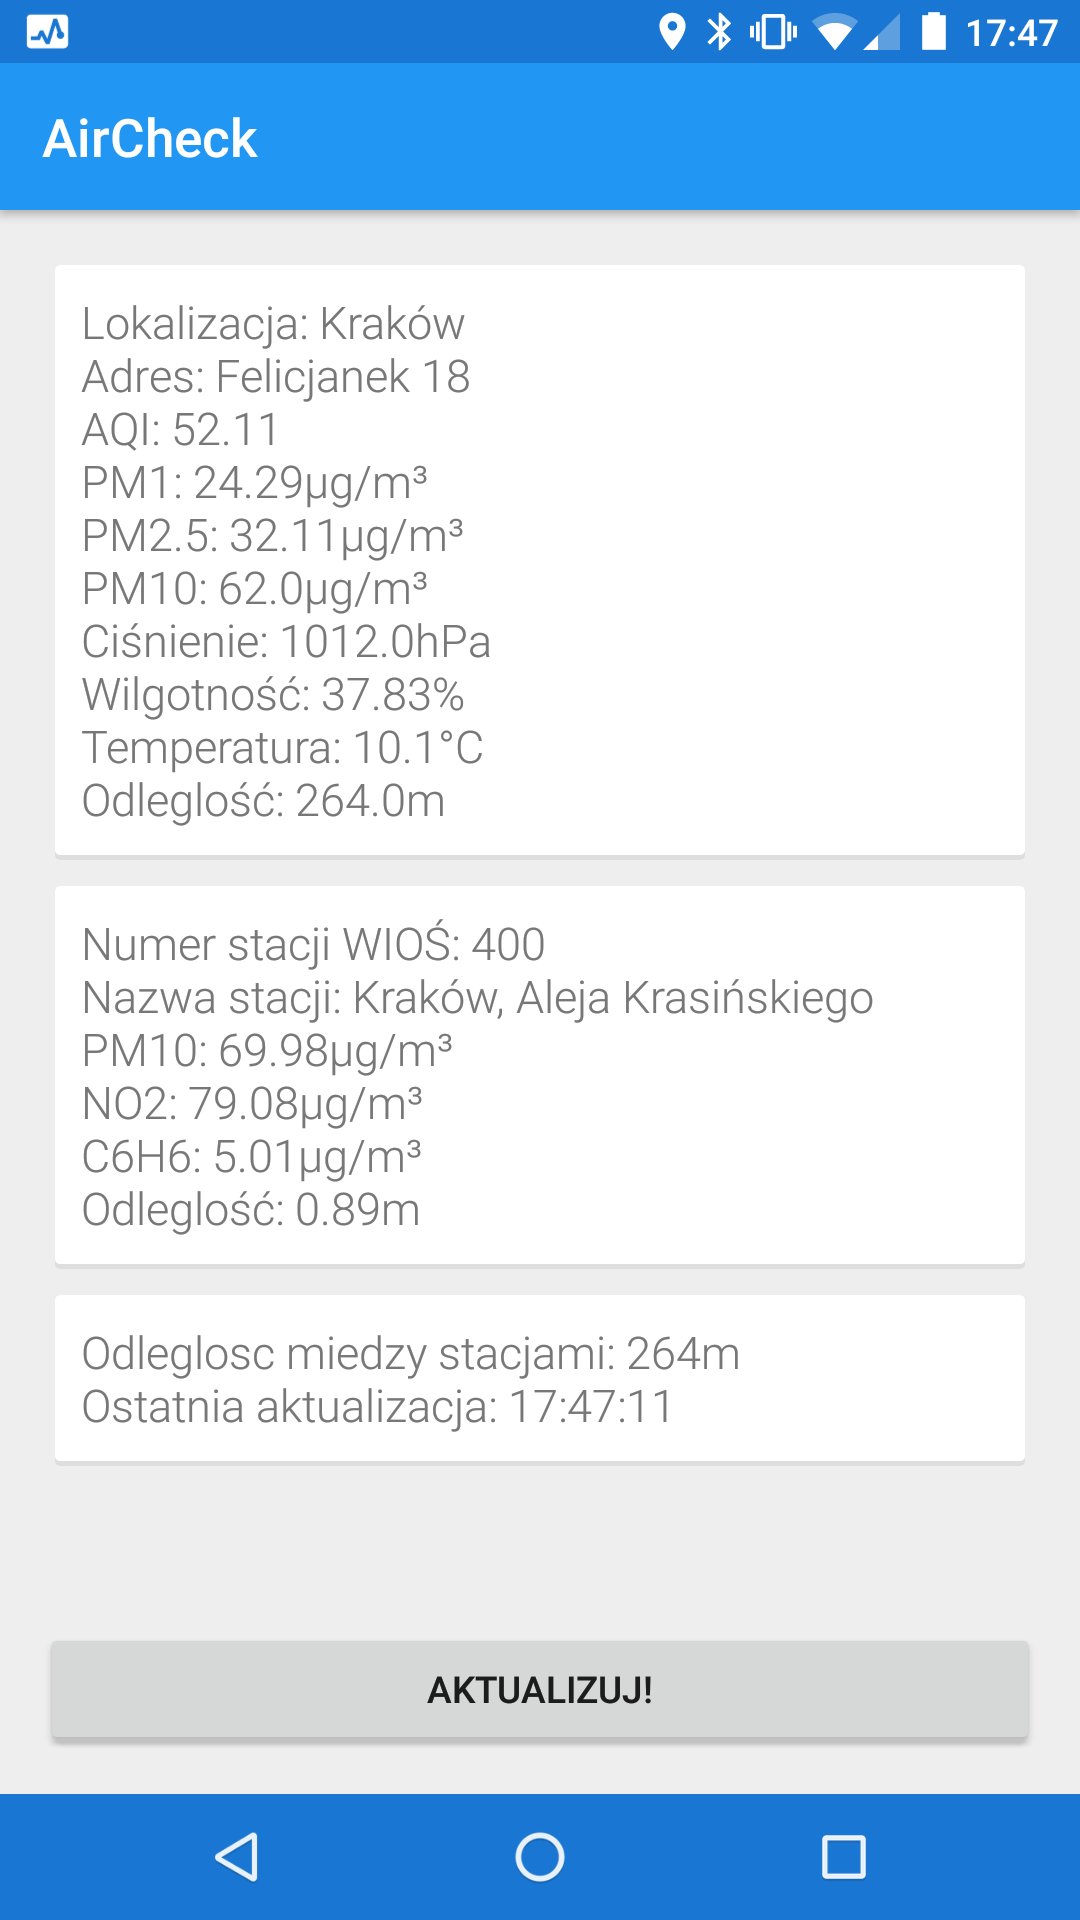 17:47
AirCheck
Lokalizacja: Kraków
Adres: Felicjanek 18
AQI: 52.11
PM1: 24.29µg/m³
PM2.5: 32.11µg/m³
PM10: 62.0µg/m³
Ciśnienie: 1012.0hPa
Wilgotność: 37.83%
Temperatura: 10.1°C
Odleglość: 264.0m
Numer stacji WIOŚ: 400
Nazwa stacji: Kraków, Aleja Krasińskiego
PM10: 69.98µg/m³
NO2: 79.08µg/m³
C6H6: 5.01µg/m³
Odleglość: 0.89m
Odleglosc miedzy stacjami: 264m
Ostatnia aktualizacja: 17:47:11
AKTUALIZUJ!